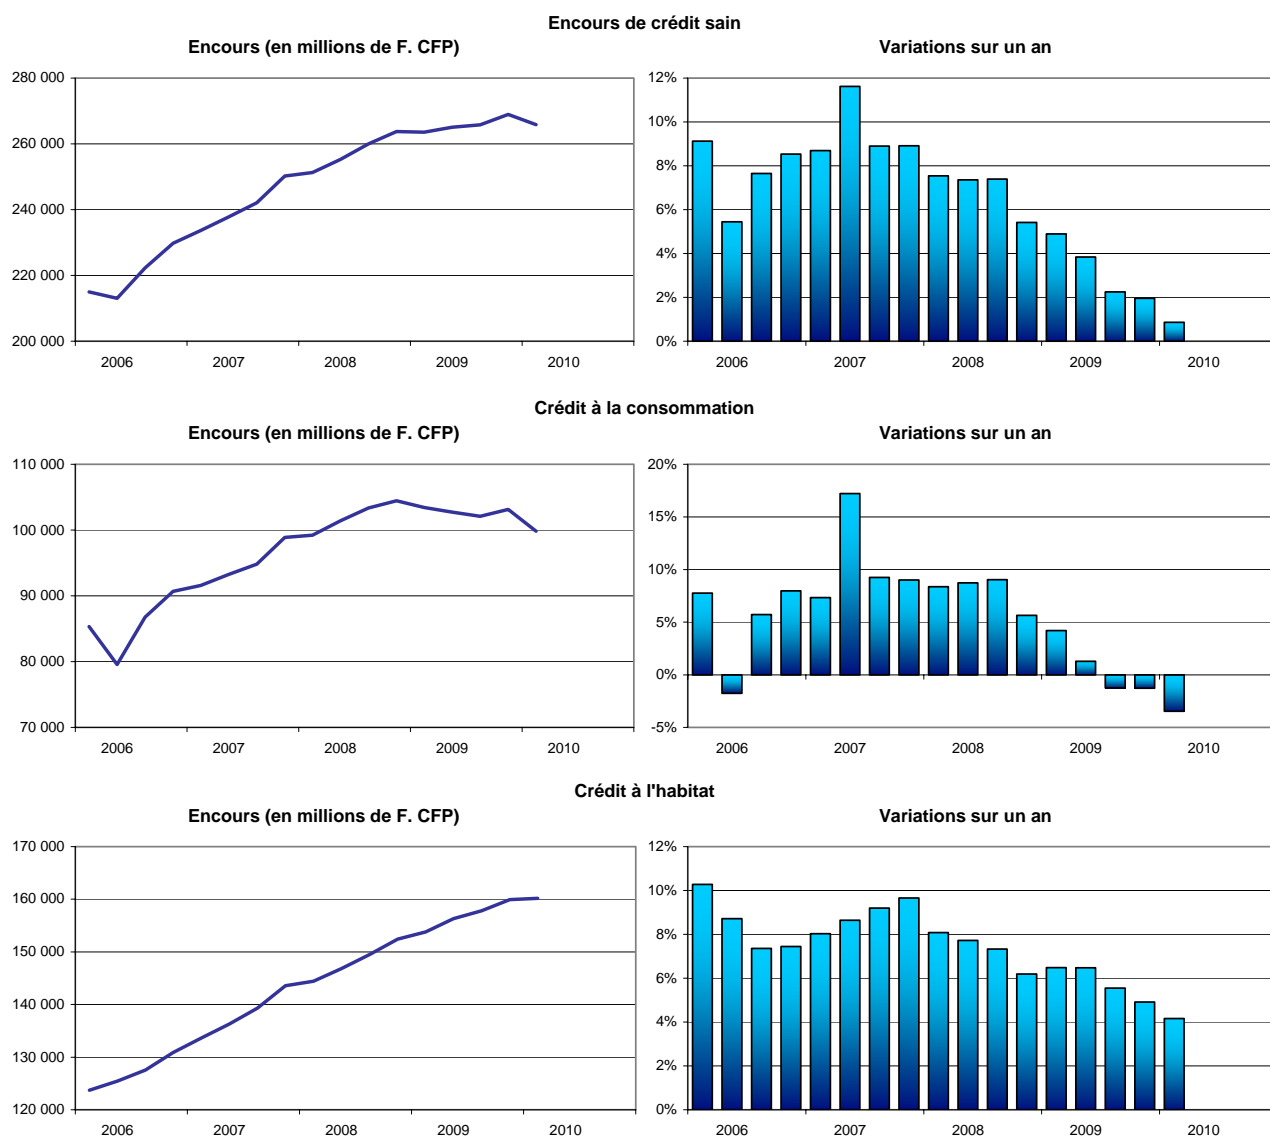 Encours de crédit sain
Encours (en millions de F. CFP)
280 000
260 000
240 000
220 000
200 000
2006 2007 2008 2009 2010
Variations sur un an
12%
10%
8%
6%
4%
2%
0%
2006 2007 2008 2009 2010
Crédit à la consommation
Encours (en millions de F. CFP)
110 000
100 000
90 000
80 000
70 000
2006 2007 2008 2009 2010
Variations sur un an
20%
15%
10%
5%
0%
-5%
2006 2007 2008 2009 2010
Crédit à l'habitat
Encours (en millions de F. CFP)
170 000
160 000
150 000
140 000
130 000
120 000
2006 2007 2008 2009 2010
Variations sur un an
12%
10%
8%
6%
4%
2%
0%
2006 2007 2008 2009 2010